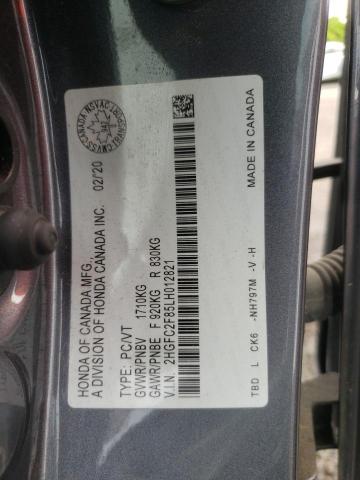 HONDA OF CANADA MFG.,
A DIVISION OF HONDA CANADA INC. 02/20
TYPE: PC/VT
GVWR/PNBV 1710KG
GAWR/PNBE F 920KG R 830KG
V.I.N. 2HGFC2F85LH012821
TBD L CK6 -NH797M -V -H
MADE IN CANADA